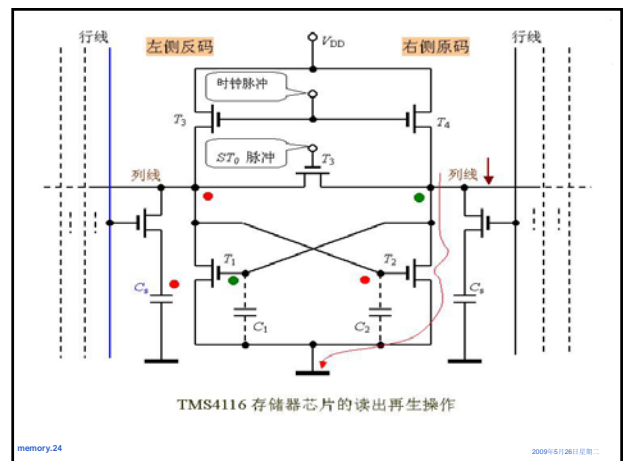 行线
左侧反码
V_DD
右侧原码
行线
时钟脉冲
T_3
T_4
ST_0 脉冲
T_3
列线
列线
T_1
T_2
C_s
C_s
C_1
C_2
TMS4116 存储器芯片的读出再生操作
memory.24
2009年5月26日星期二